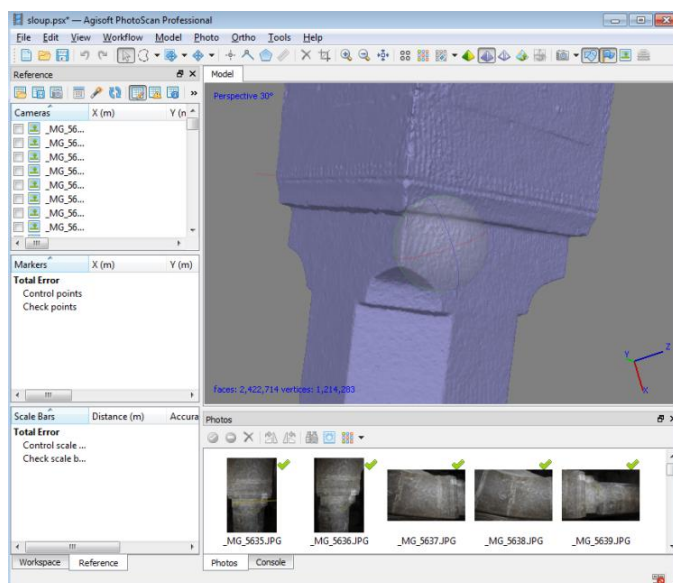 sloup.psx* — Agisoft PhotoScan Professional
File Edit View Workflow Model Photo Ortho Tools Help
Reference
Model
Perspective 30°
Cameras X (m) Y (n
_MG_56...
_MG_56...
_MG_56...
_MG_56...
_MG_56...
_MG_56...
_MG_56...
_MG_56...
Markers X (m) Y (m)
Total Error
Control points
Check points
Y Z
X
faces: 2,422,714 vertices: 1,214,283
Scale Bars Distance (m) Accura
Total Error
Control scale ...
Check scale b...
Photos
_MG_5635.JPG _MG_5636.JPG _MG_5637.JPG _MG_5638.JPG _MG_5639.JPG
Workspace Reference
Photos Console